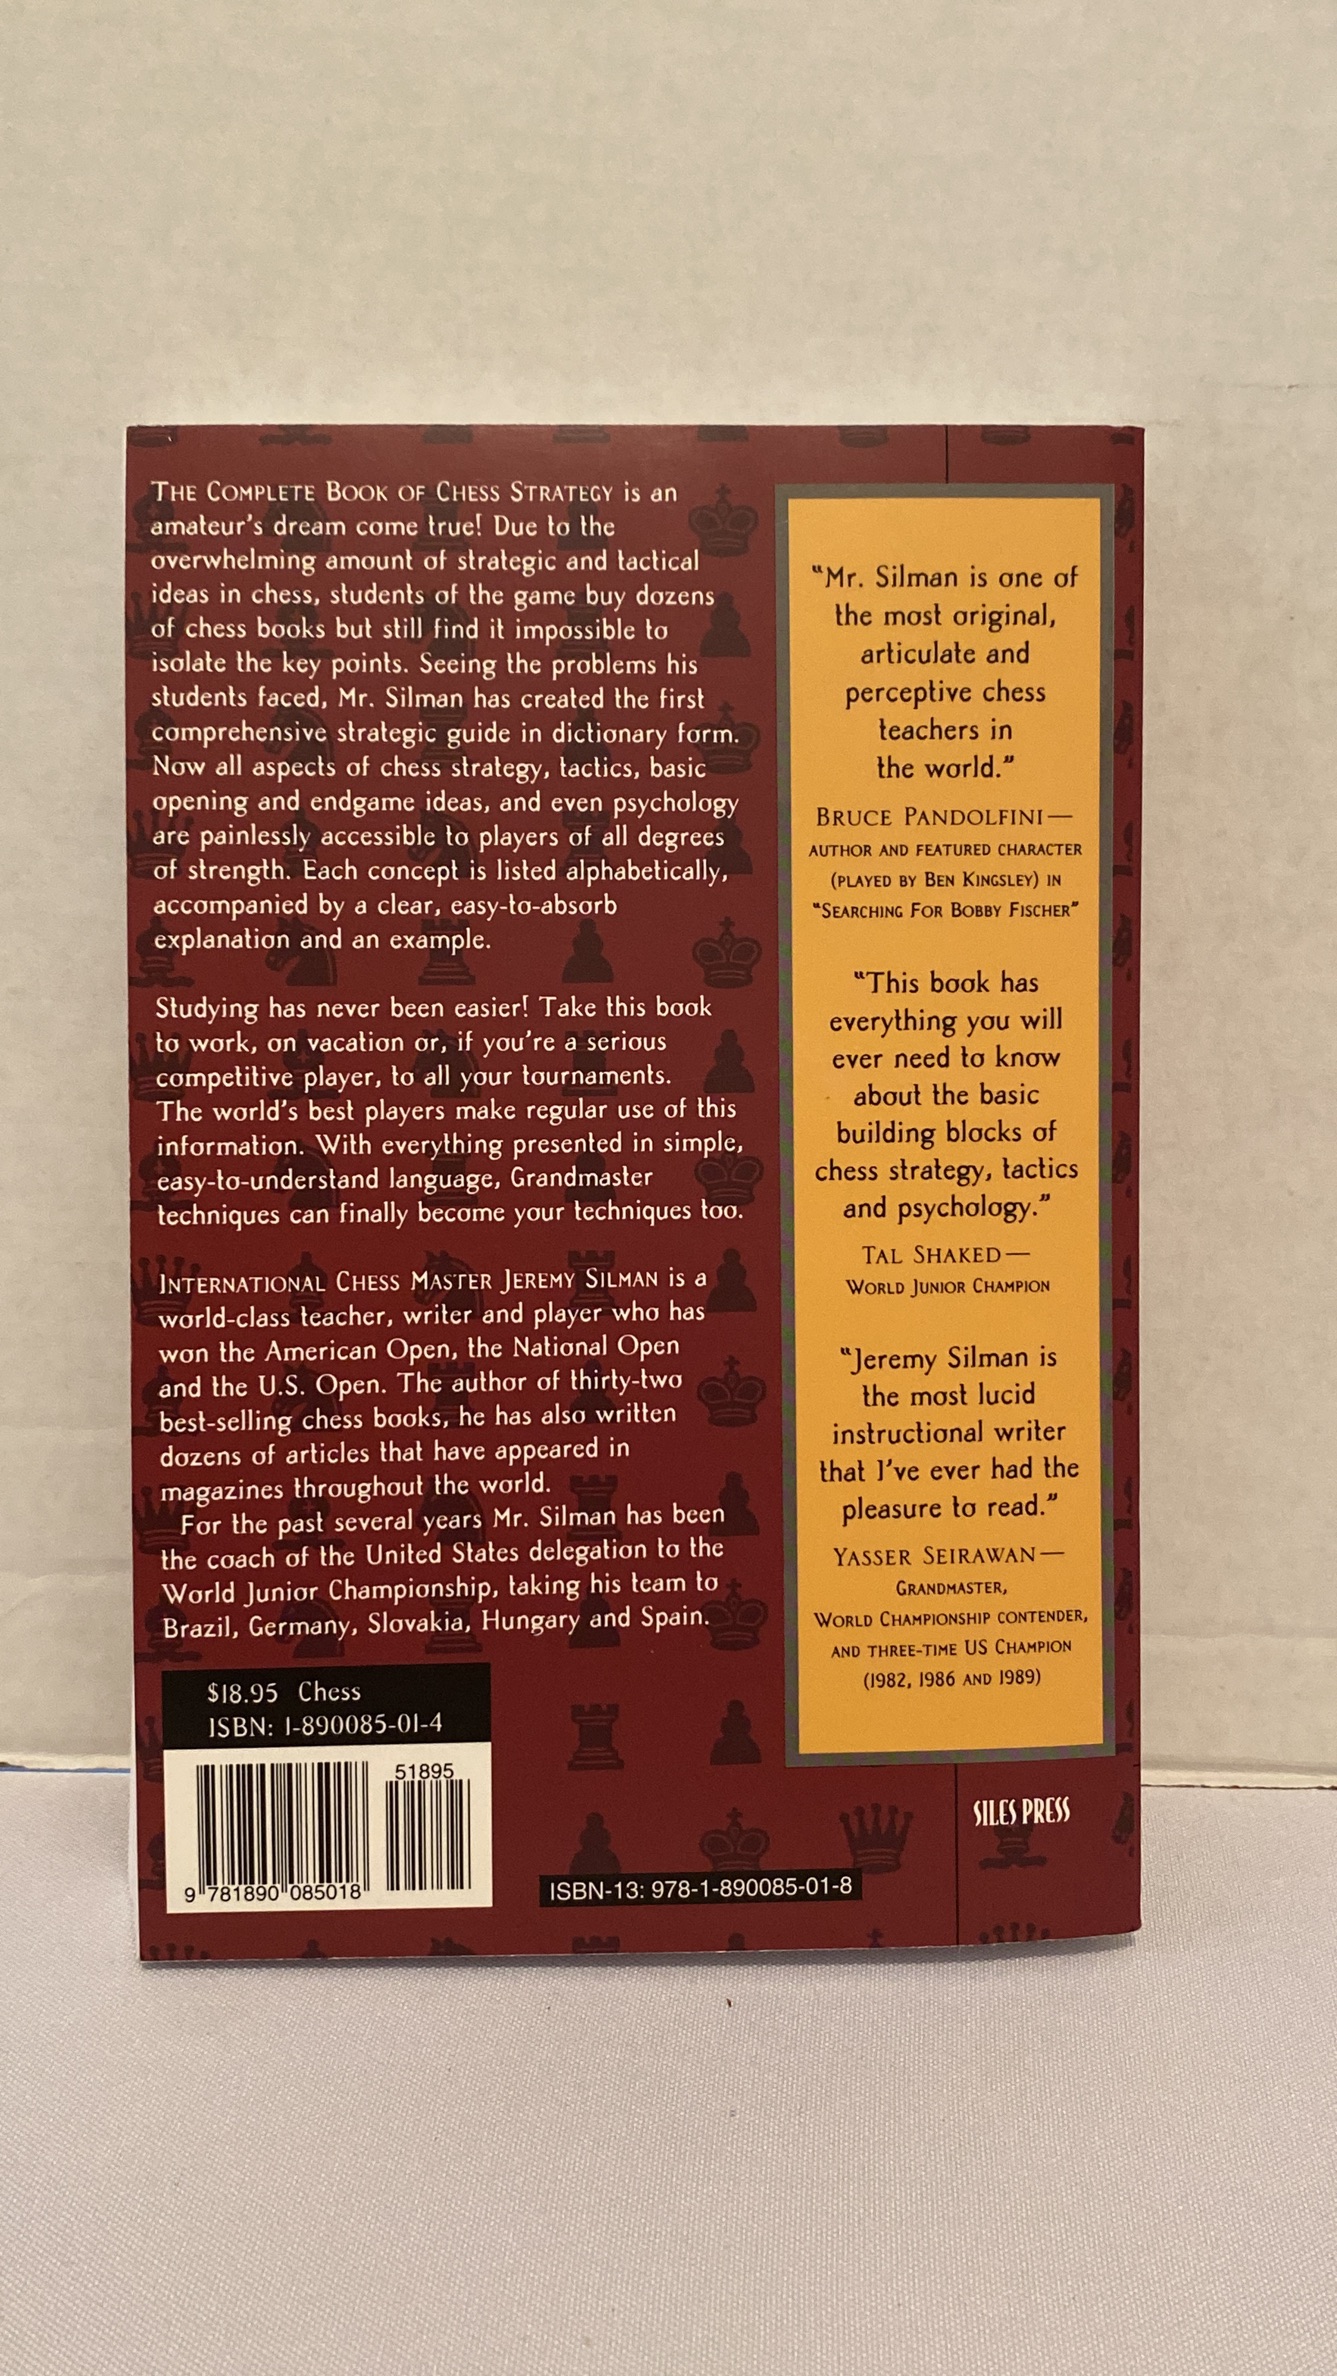 THE COMPLETE BOOK OF CHESS STRATEGY is an
amateur's dream come true! Due to the
overwhelming amount of strategic and tactical
ideas in chess, students of the game buy dozens
of chess books but still find it impossible to
isolate the key points. Seeing the problems his
students faced, Mr. Silman has created the first
comprehensive strategic guide in dictionary form.
Now all aspects of chess strategy, tactics, basic
opening and endgame ideas, and even psychology
are painlessly accessible to players of all degrees
of strength. Each concept is listed alphabetically,
accompanied by a clear, easy-to-absorb
explanation and an example.
Studying has never been easier! Take this book
to work, on vacation or, if you're a serious
competitive player, to all your tournaments.
The world's best players make regular use of this
information. With everything presented in simple,
easy-to-understand language, Grandmaster
techniques can finally become your techniques too.
INTERNATIONAL CHESS MASTER JEREMY SILMAN is a
world-class teacher, writer and player who has
won the American Open, the National Open
and the U.S. Open. The author of thirty-two
best-selling chess books, he has also written
dozens of articles that have appeared in
magazines throughout the world.
For the past several years Mr. Silman has been
the coach of the United States delegation to the
World Junior Championship, taking his team to
Brazil, Germany, Slovakia, Hungary and Spain.
$18.95 Chess
ISBN: 1-890085-01-4
51895
9 781890 085018
ISBN-13: 978-1-890085-01-8
"Mr. Silman is one of
the most original,
articulate and
perceptive chess
teachers in
the world."
BRUCE PANDOLFINI—
AUTHOR AND FEATURED CHARACTER
(PLAYED BY BEN KINGSLEY) IN
"SEARCHING FOR BOBBY FISCHER"
"This book has
everything you will
ever need to know
about the basic
building blocks of
chess strategy, tactics
and psychology."
TAL SHAKED—
WORLD JUNIOR CHAMPION
"Jeremy Silman is
the most lucid
instructional writer
that I've ever had the
pleasure to read."
YASSER SEIRAWAN—
GRANDMASTER,
WORLD CHAMPIONSHIP CONTENDER,
AND THREE-TIME US CHAMPION
(1982, 1986 AND 1989)
SILES PRESS